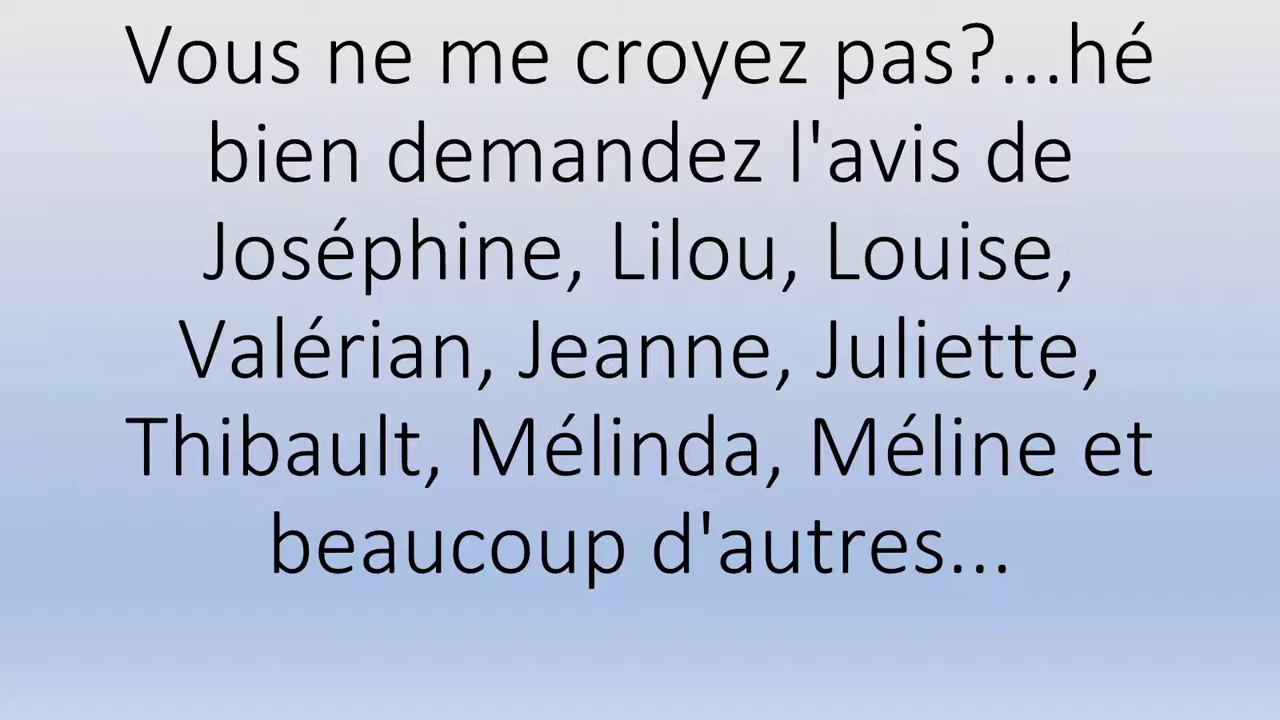 Vous ne me croyez pas?...hé
bien demandez l'avis de
Joséphine, Lilou, Louise,
Valérian, Jeanne, Juliette,
Thibault, Mélinda, Méline et
beaucoup d'autres...